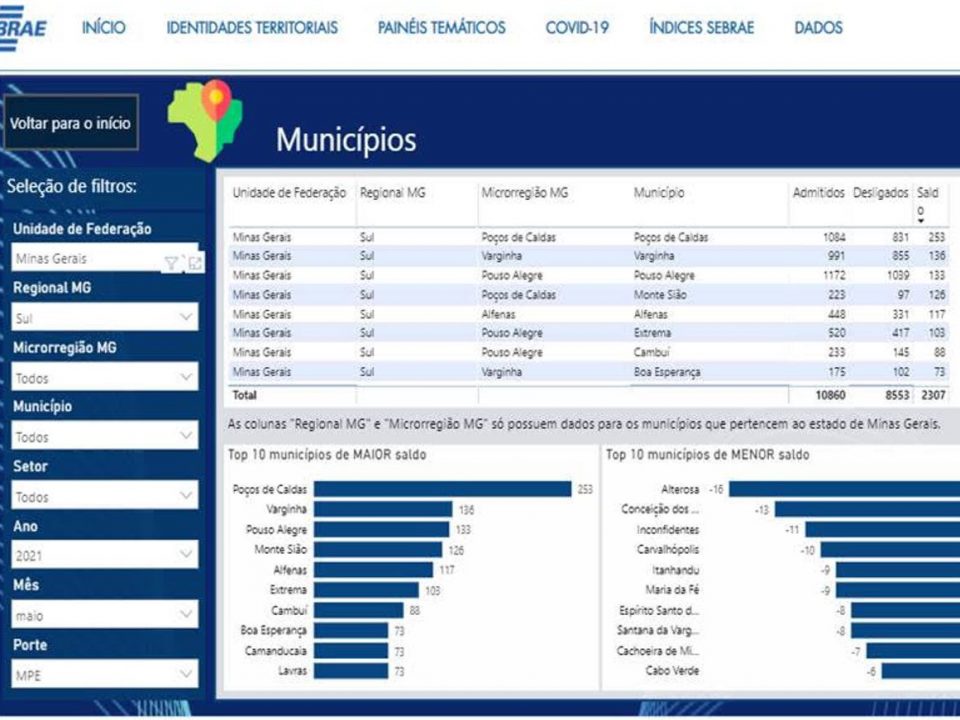 INÍCIO IDENTIDADES TERRITORIAIS PAINÉIS TEMÁTICOS COVID-19 ÍNDICES SEBRAE DADOS
Voltar para o início
Municípios
Seleção de filtros:
Unidade de Federação
Minas Gerais
Regional MG
Sul
Microrregião MG
Todos
Município
Todos
Setor
Todos
Ano
2021
Mês
maio
Porte
MPE
Unidade de Federação Regional MG Microrregião MG Município Admitidos Desligados Sald
o
Minas Gerais Sul Poços de Caldas Poços de Caldas 1084 831 253
Minas Gerais Sul Varginha Varginha 991 855 136
Minas Gerais Sul Pouso Alegre Pouso Alegre 1172 1039 133
Minas Gerais Sul Poços de Caldas Monte Sião 223 97 126
Minas Gerais Sul Alfenas Alfenas 448 331 117
Minas Gerais Sul Pouso Alegre Extrema 520 417 103
Minas Gerais Sul Pouso Alegre Cambuí 233 145 88
Minas Gerais Sul Varginha Boa Esperança 175 102 73
Total 10860 8553 2307
As colunas "Regional MG" e "Microrregião MG" só possuem dados para os municípios que pertencem ao estado de Minas Gerais.
Top 10 municípios de MAIOR saldo
Poços de Caldas 253
Varginha 136
Pouso Alegre 133
Monte Sião 126
Alfenas 117
Extrema 103
Cambuí 88
Boa Esperança 73
Camanducaia 73
Lavras 73
Top 10 municípios de MENOR saldo
Alterosa -16
Conceição dos ... -13
Inconfidentes -11
Carvalhópolis -10
Itanhandu -9
Maria da Fé -9
Espírito Santo d... -8
Santana da Varg... -8
Cachoeira de Mi... -7
Cabo Verde -6